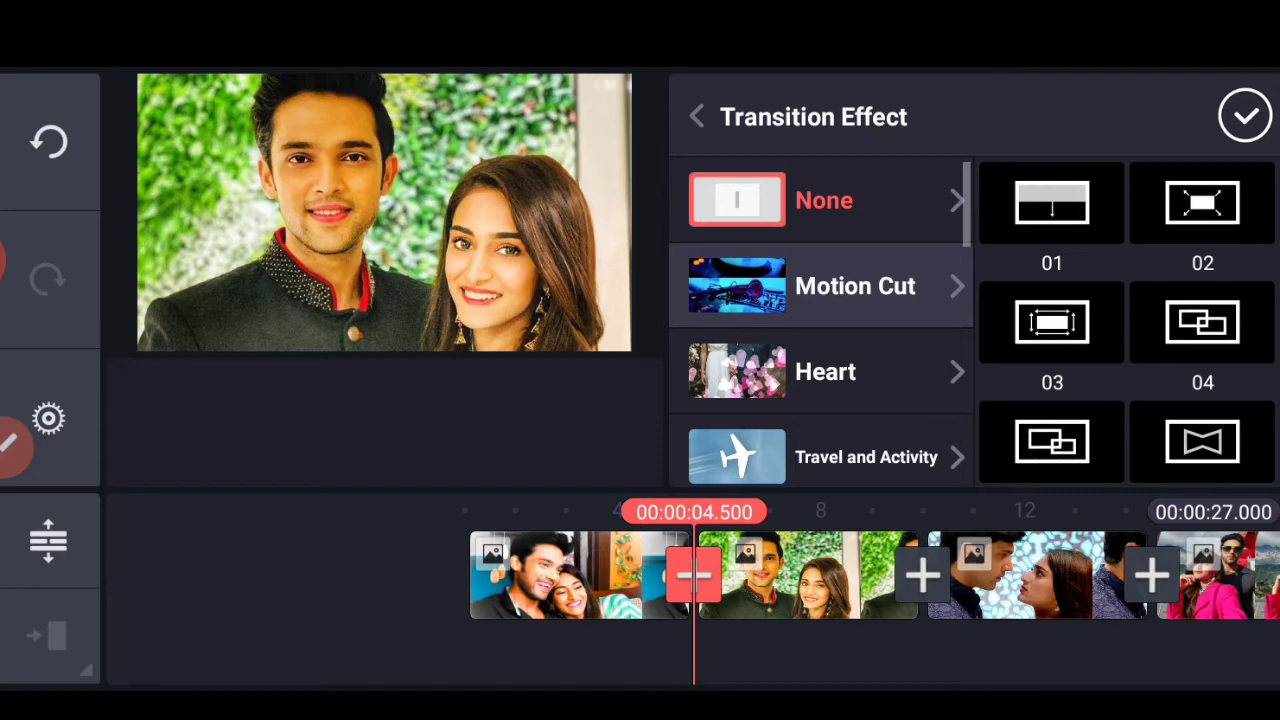 Transition Effect
None
Motion Cut
Heart
Travel and Activity
01
02
03
04
00:00:04.500
8
12
00:00:27.000